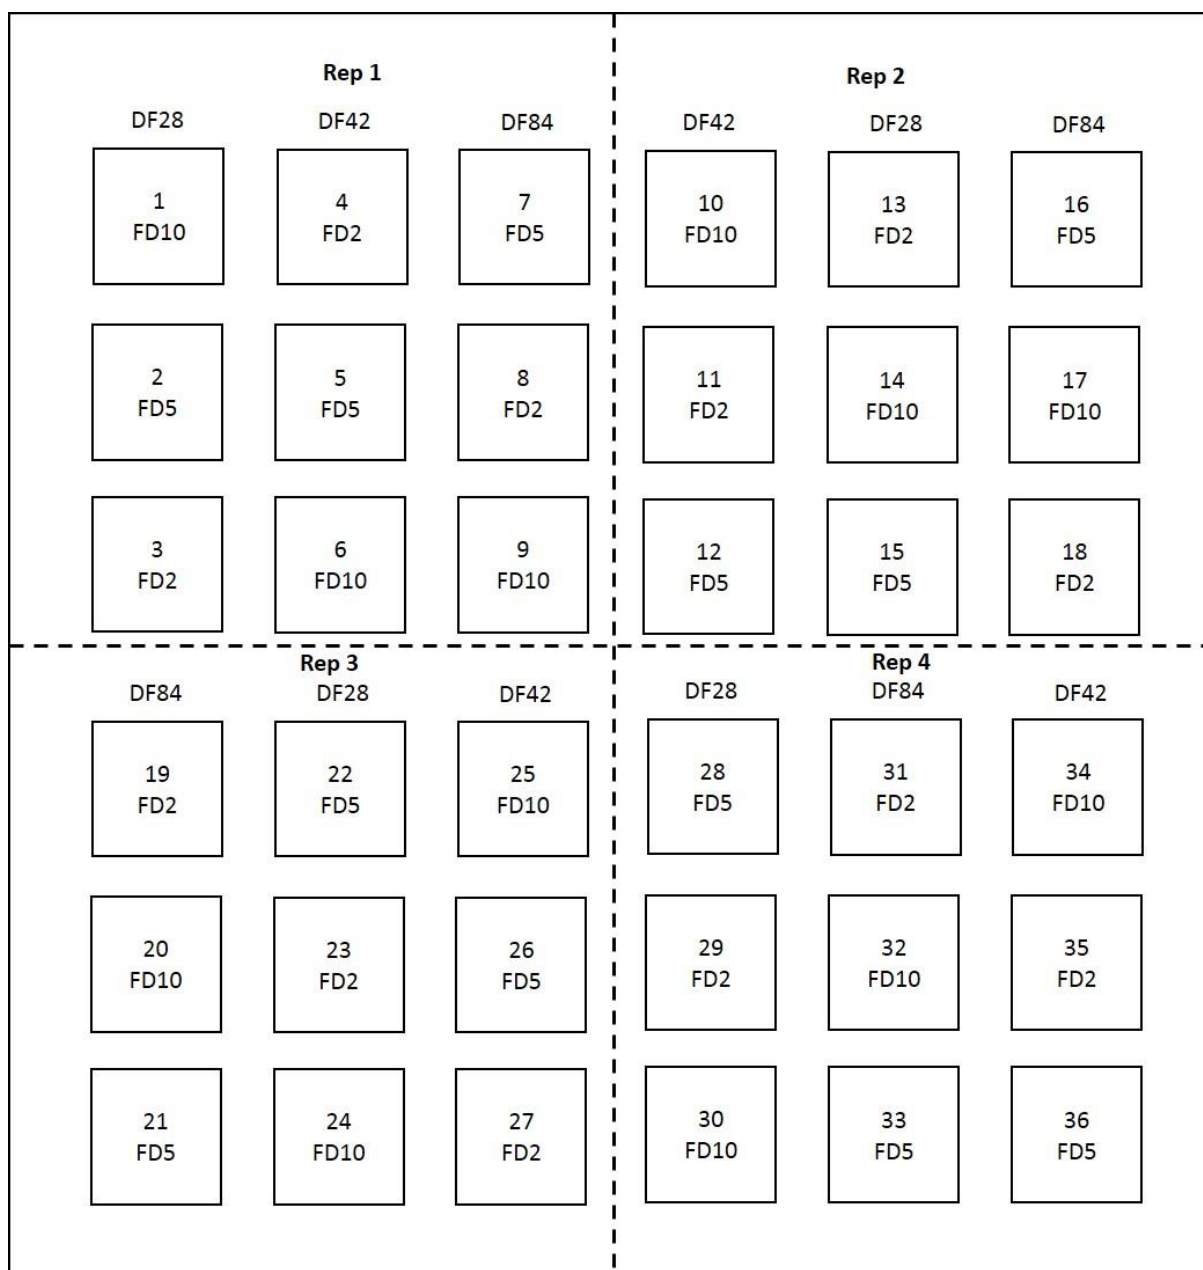 Rep 1
DF28 DF42 DF84
1 4 7
FD10 FD2 FD5
2 5 8
FD5 FD5 FD2
3 6 9
FD2 FD10 FD10
Rep 2
DF42 DF28 DF84
10 13 16
FD10 FD2 FD5
11 14 17
FD2 FD10 FD10
12 15 18
FD5 FD5 FD2
Rep 3
DF84 DF28 DF42
19 22 25
FD2 FD5 FD10
20 23 26
FD10 FD2 FD5
21 24 27
FD5 FD10 FD2
Rep 4
DF28 DF84 DF42
28 31 34
FD5 FD2 FD10
29 32 35
FD2 FD10 FD2
30 33 36
FD10 FD5 FD5